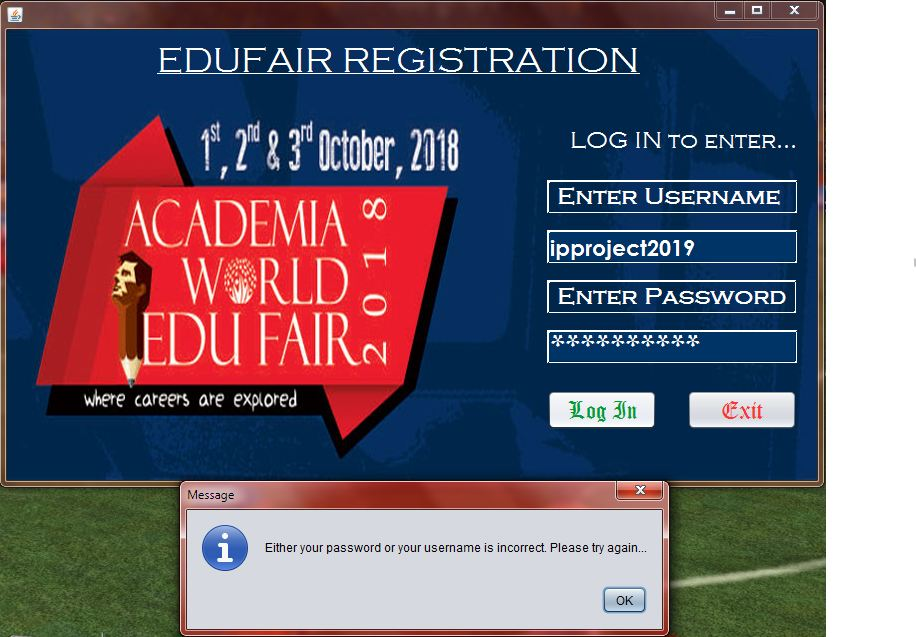 EDUFAIR REGISTRATION
1st, 2nd & 3rd October, 2018
ACADEMIA
WORLD
EDU FAIR
2018
where careers are explored
LOG IN TO ENTER...
ENTER USERNAME
ipproject2019
ENTER PASSWORD
**********
Log In
Exit
Message
Either your password or your username is incorrect. Please try again...
OK